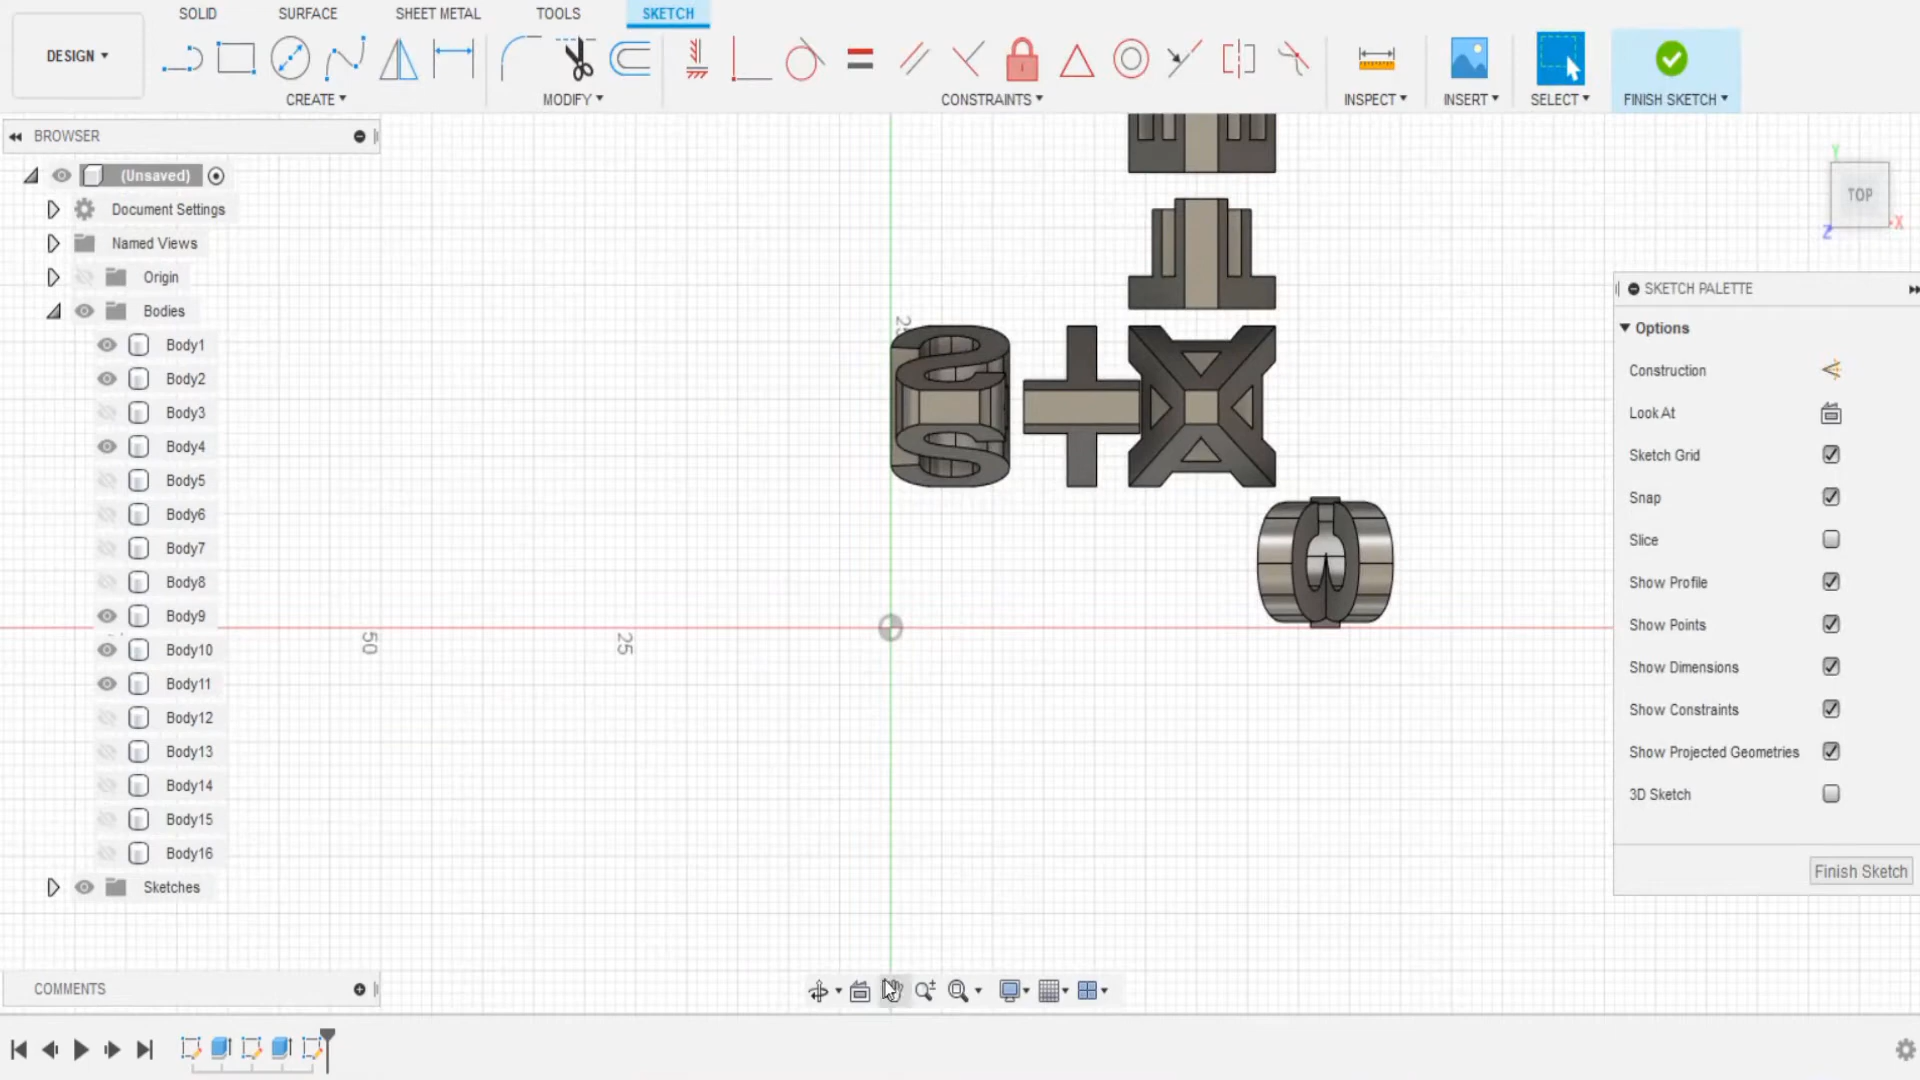 SOLID SURFACE SHEET METAL TOOLS SKETCH
DESIGN
CREATE MODIFY CONSTRAINTS INSPECT INSERT SELECT FINISH SKETCH
BROWSER
(Unsaved)
Document Settings
Named Views
Origin
Bodies
Body1
Body2
Body3
Body4
Body5
Body6
Body7
Body8
Body9
Body10
Body11
Body12
Body13
Body14
Body15
Body16
Sketches
COMMENTS
25
50
25
TOP
Y
X
Z
SKETCH PALETTE
Options
Construction
Look At
Sketch Grid
Snap
Slice
Show Profile
Show Points
Show Dimensions
Show Constraints
Show Projected Geometries
3D Sketch
Finish Sketch